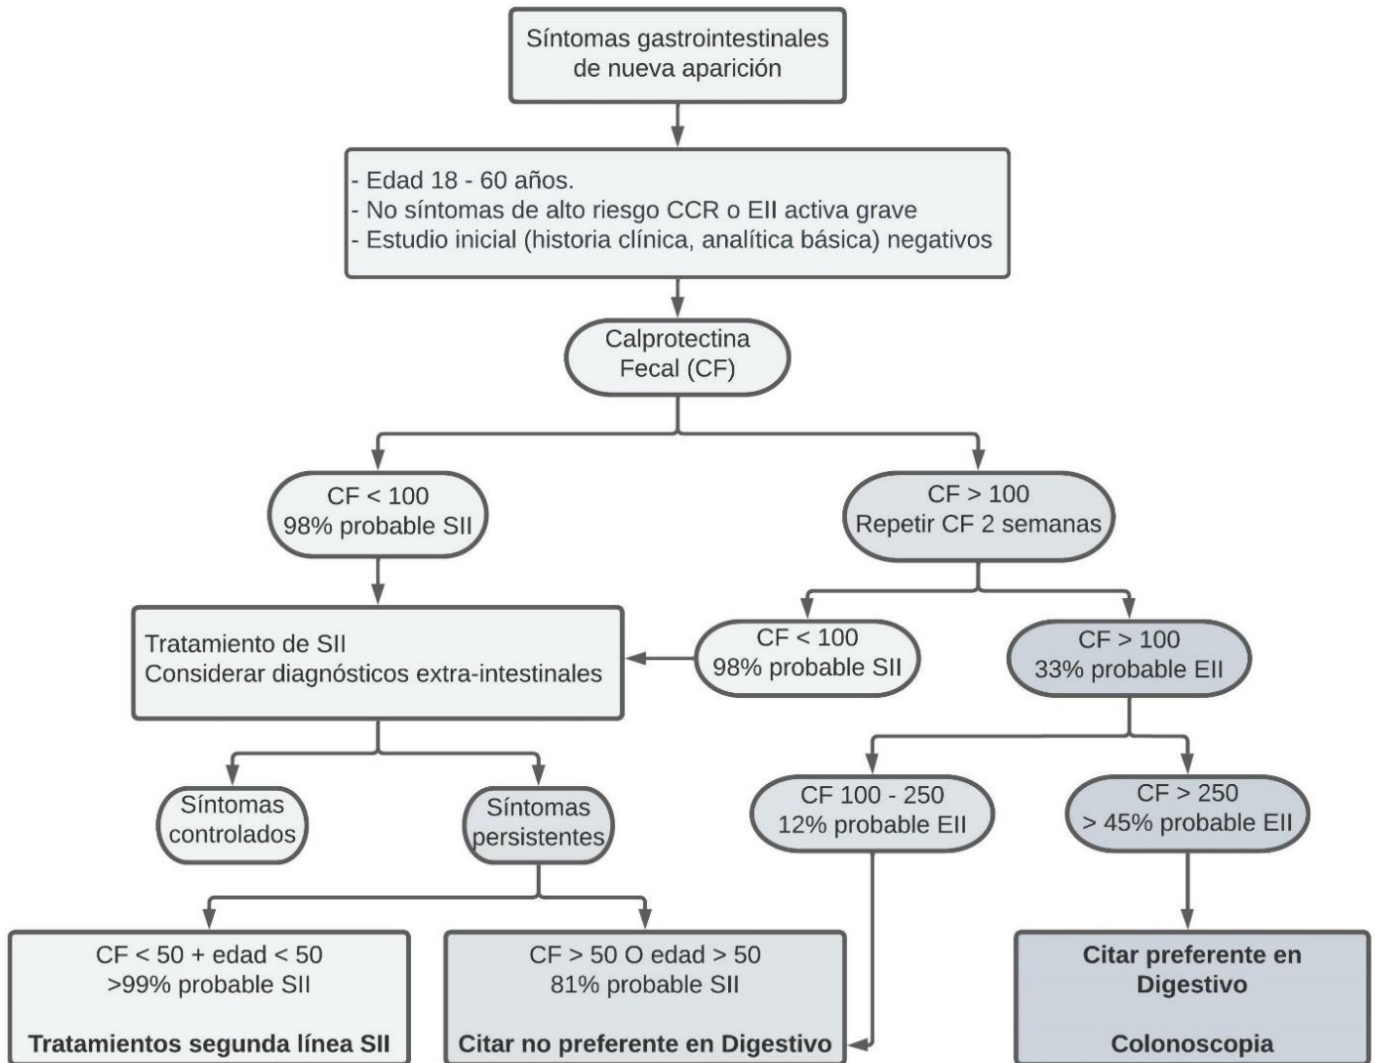 Síntomas gastrointestinales
de nueva aparición
- Edad 18 - 60 años.
- No síntomas de alto riesgo CCR o EII activa grave
- Estudio inicial (historia clínica, analítica básica) negativos
Calprotectina
Fecal (CF)
CF < 100
98% probable SII
CF > 100
Repetir CF 2 semanas
Tratamiento de SII
Considerar diagnósticos extra-intestinales
CF < 100
98% probable SII
CF > 100
33% probable EII
Síntomas
controlados
Síntomas
persistentes
CF 100 - 250
12% probable EII
CF > 250
> 45% probable EII
CF < 50 + edad < 50
>99% probable SII
Tratamientos segunda línea SII
CF > 50 O edad > 50
81% probable SII
Citar no preferente en Digestivo
Citar preferente en
Digestivo
Colonoscopia